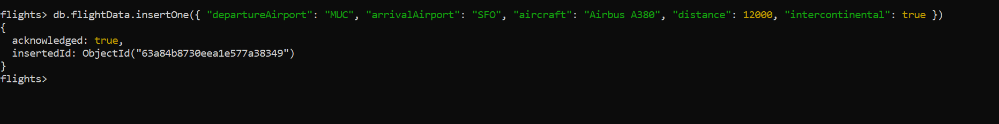 flights> db.flightData.insertOne({ "departureAirport": "MUC", "arrivalAirport": "SFO", "aircraft": "Airbus A380", "distance": 12000, "intercontinental": true })
{
  acknowledged: true,
  insertedId: ObjectId("63a84b8730eea1e577a38349")
}
flights>